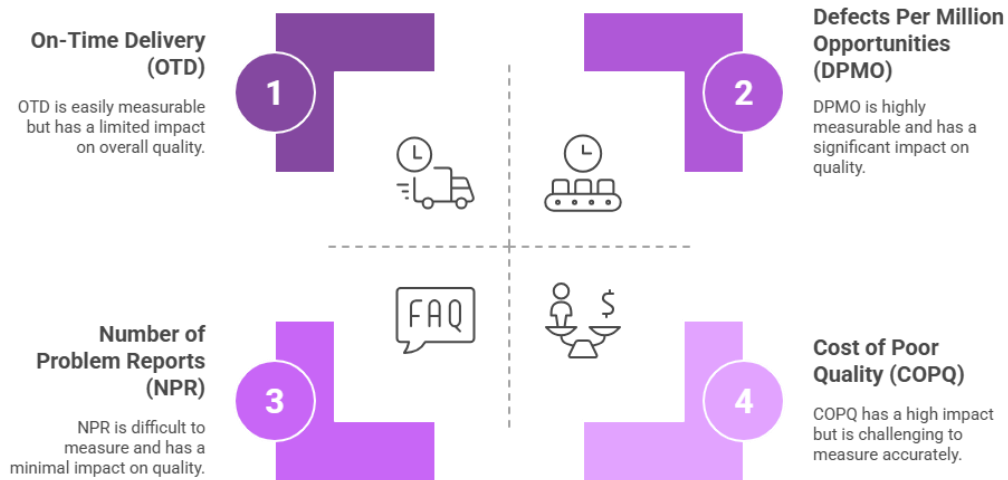 On-Time Delivery
(OTD)
1
OTD is easily measurable
but has a limited impact
on overall quality.
Defects Per Million
Opportunities
(DPMO)
2
DPMO is highly
measurable and has a
significant impact on
quality.
FAQ
$
Number of
Problem Reports
(NPR)
3
NPR is difficult to
measure and has a
minimal impact on quality.
Cost of Poor
Quality (COPQ)
4
COPQ has a high impact
but is challenging to
measure accurately.